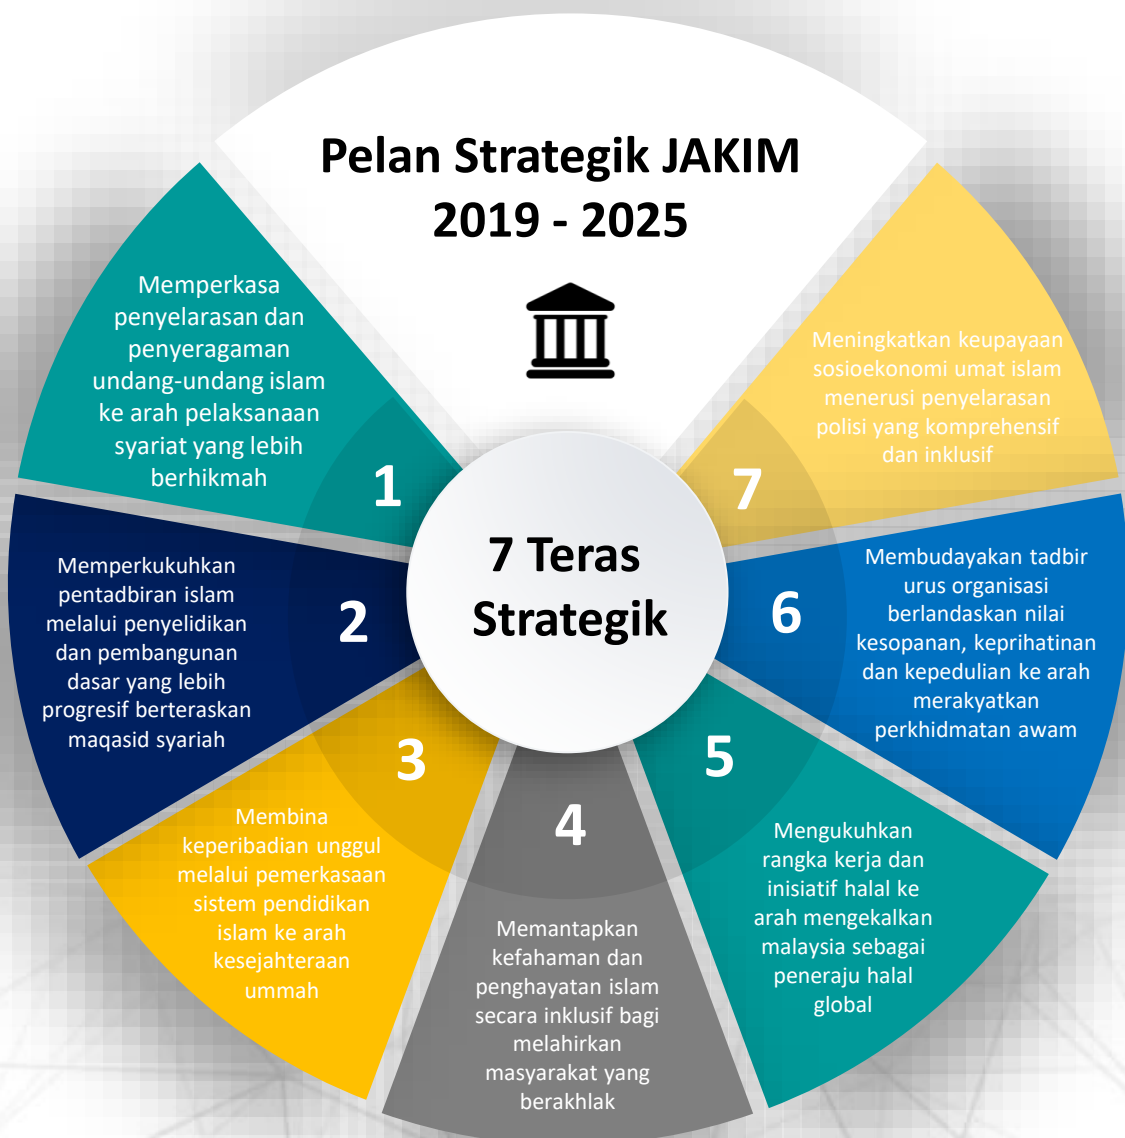 Pelan Strategik JAKIM
2019 - 2025
7 Teras
Strategik
1
Memperkasa
penyelarasan dan
penyeragaman
undang-undang islam
ke arah pelaksanaan
syariat yang lebih
berhikmah
2
Memperkukuhkan
pentadbiran islam
melalui penyelidikan
dan pembangunan
dasar yang lebih
progresif berteraskan
maqasid syariah
3
Membina
keperibadian unggul
melalui pemerkasaan
sistem pendidikan
islam ke arah
kesejahteraan
ummah
4
Memantapkan
kefahaman dan
penghayatan islam
secara inklusif bagi
melahirkan
masyarakat yang
berakhlak
5
Mengukuhkan
rangka kerja dan
inisiatif halal ke
arah mengekalkan
malaysia sebagai
peneraju halal
global
6
Membudayakan tadbir
urus organisasi
berlandaskan nilai
kesopanan, keprihatinan
dan kepedulian ke arah
merakyatkan
perkhidmatan awam
7
Meningkatkan keupayaan
sosioekonomi umat islam
menerusi penyelarasan
polisi yang komprehensif
dan inklusif